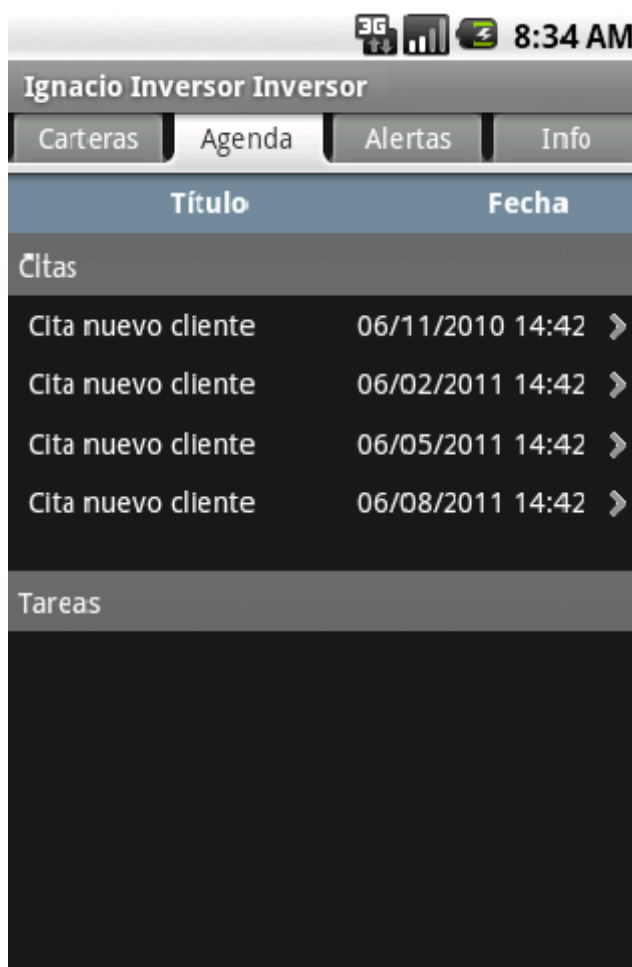 3G 8:34 AM
Ignacio Inversor Inversor
Carteras Agenda Alertas Info
Título Fecha
Citas
Cita nuevo cliente 06/11/2010 14:42
Cita nuevo cliente 06/02/2011 14:42
Cita nuevo cliente 06/05/2011 14:42
Cita nuevo cliente 06/08/2011 14:42
Tareas